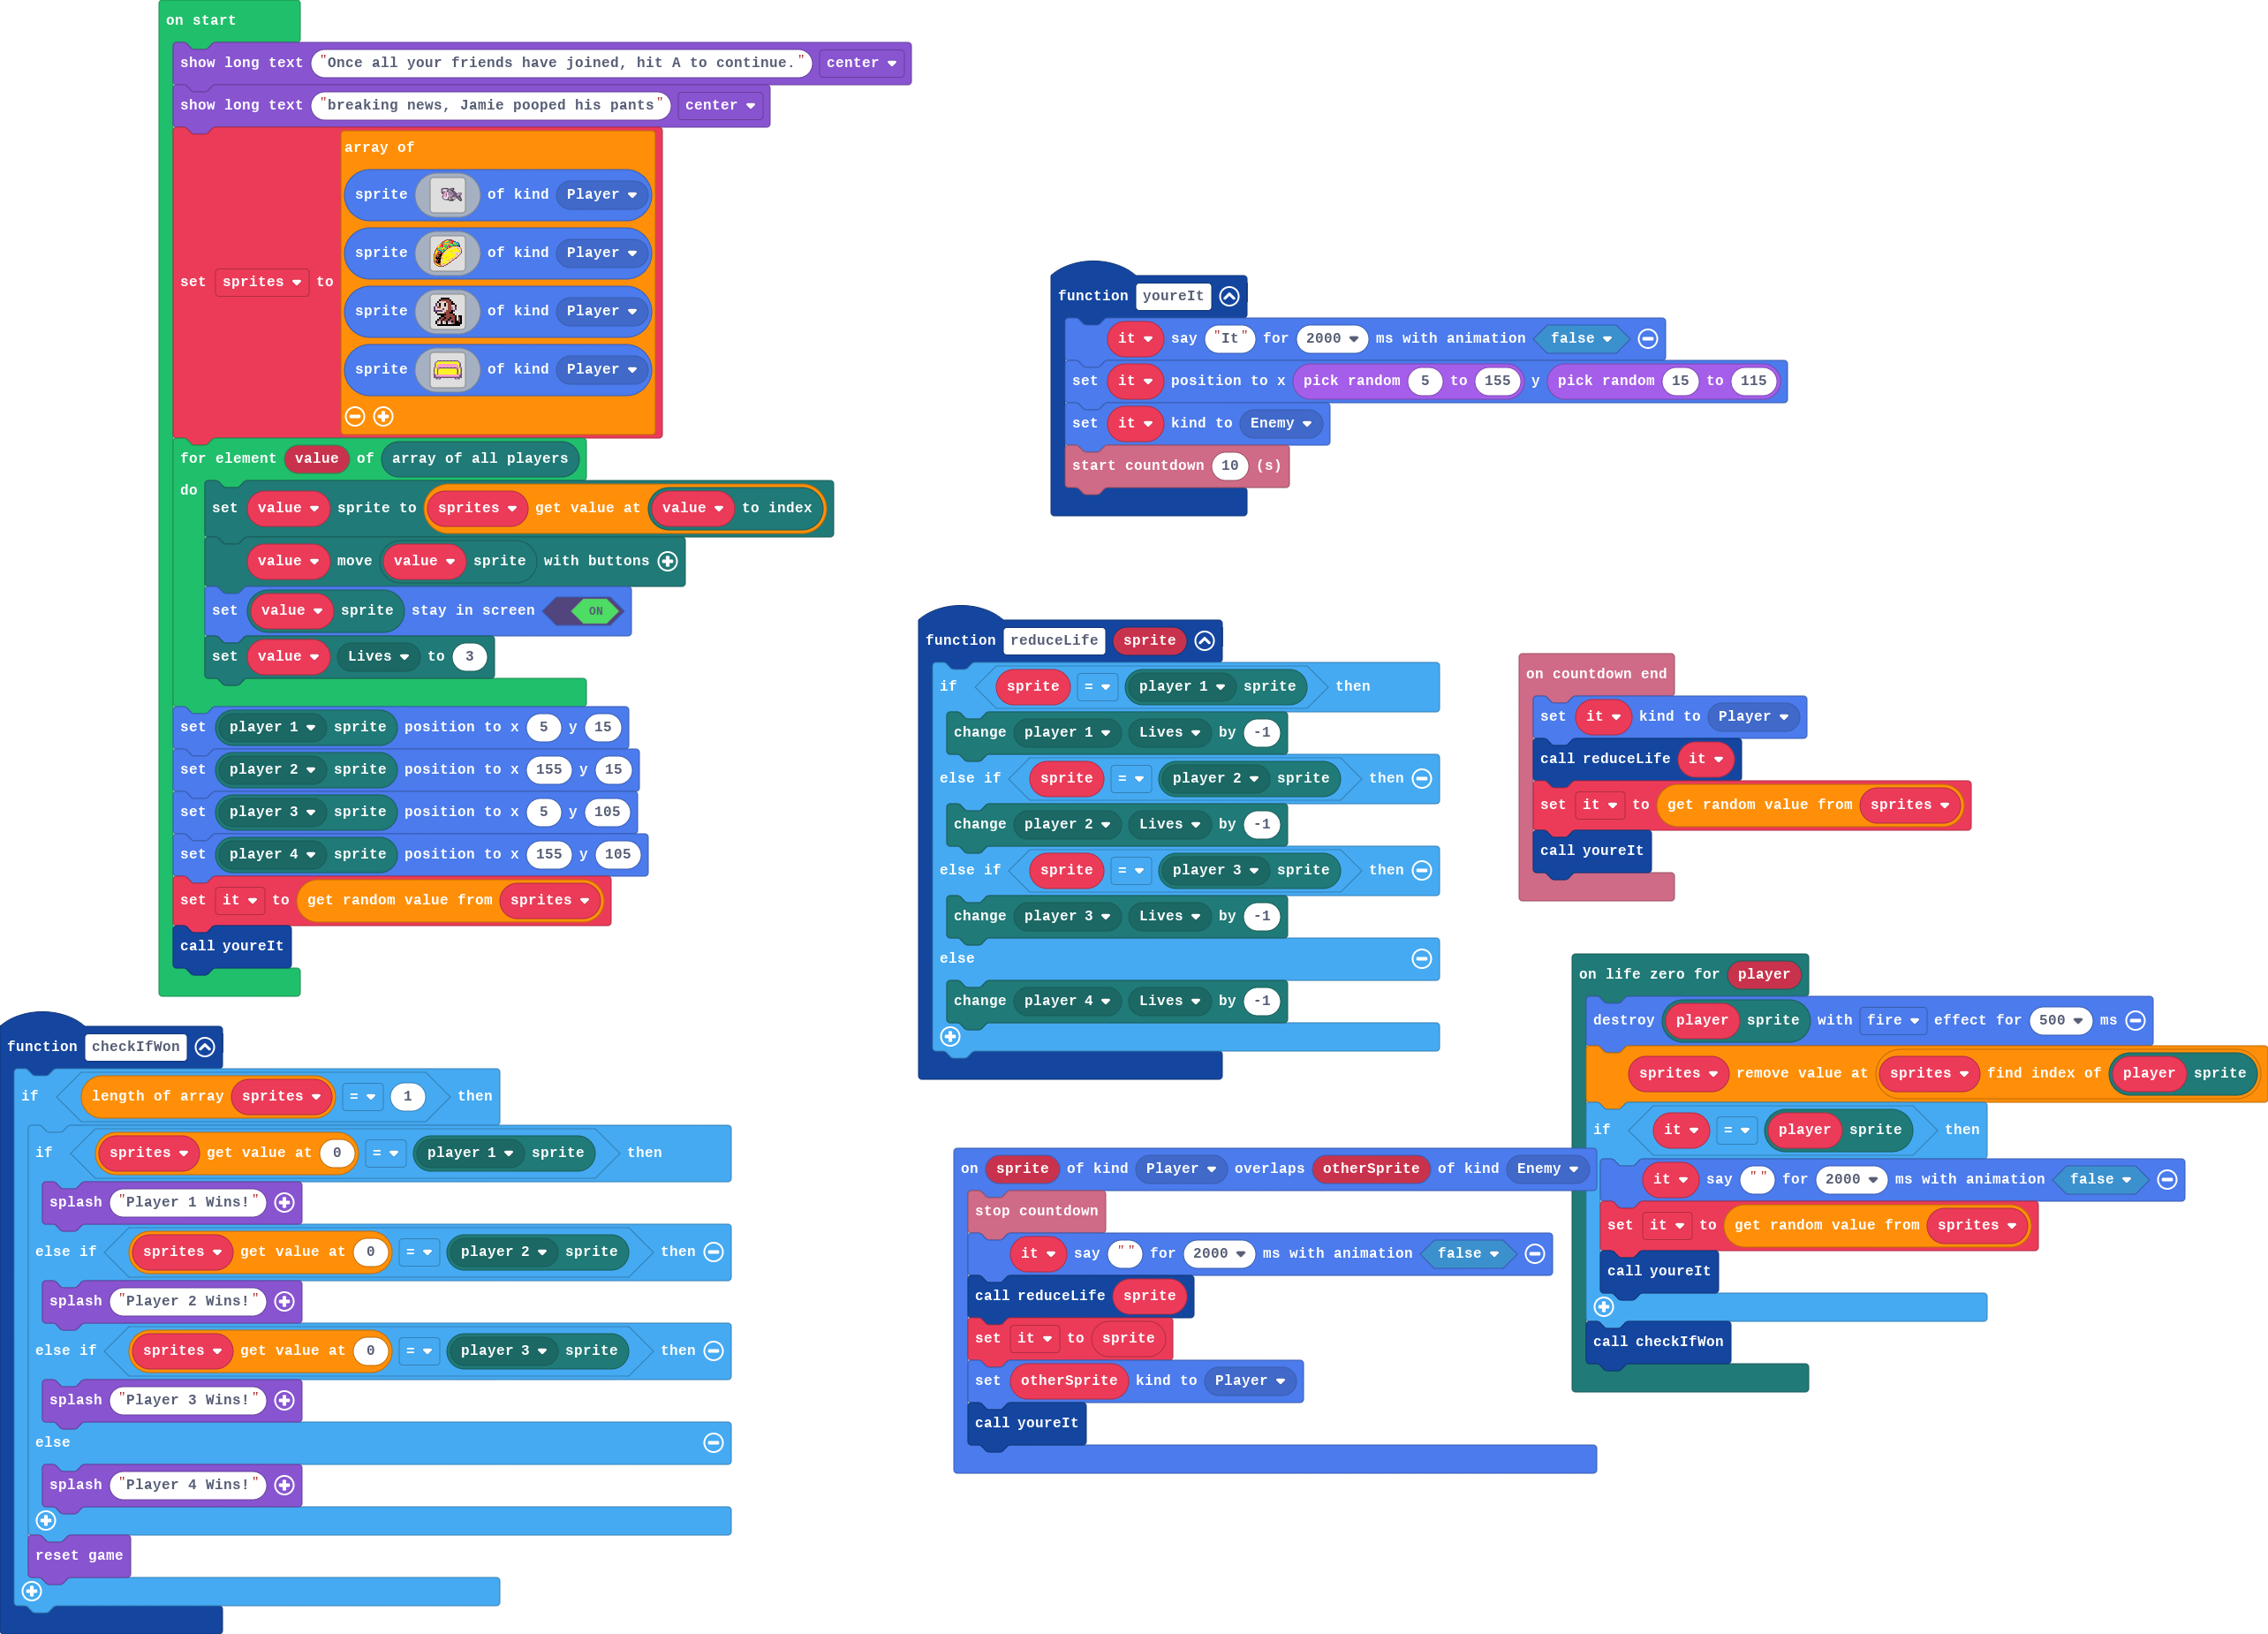 on start
show long text "Once all your friends have joined, hit A to continue." center
show long text "breaking news, Jamie pooped his pants" center
set sprites to array of
sprite of kind Player
sprite of kind Player
sprite of kind Player
sprite of kind Player
for element value of array of all players
do
set value sprite to sprites get value at value to index
value move value sprite with buttons
set value sprite stay in screen ON
set value Lives to 3
set player 1 sprite position to x 5 y 15
set player 2 sprite position to x 155 y 15
set player 3 sprite position to x 5 y 105
set player 4 sprite position to x 155 y 105
set it to get random value from sprites
call youreIt
function checkIfWon
if length of array sprites = 1 then
if sprites get value at 0 = player 1 sprite then
splash "Player 1 Wins!"
else if sprites get value at 0 = player 2 sprite then
splash "Player 2 Wins!"
else if sprites get value at 0 = player 3 sprite then
splash "Player 3 Wins!"
else
splash "Player 4 Wins!"
reset game
function youreIt
it say "It" for 2000 ms with animation false
set it position to x pick random 5 to 155 y pick random 15 to 115
set it kind to Enemy
start countdown 10 (s)
function reduceLife sprite
if sprite = player 1 sprite then
change player 1 Lives by -1
else if sprite = player 2 sprite then
change player 2 Lives by -1
else if sprite = player 3 sprite then
change player 3 Lives by -1
else
change player 4 Lives by -1
on countdown end
set it kind to Player
call reduceLife it
set it to get random value from sprites
call youreIt
on sprite of kind Player overlaps otherSprite of kind Enemy
stop countdown
it say " " for 2000 ms with animation false
call reduceLife sprite
set it to sprite
set otherSprite kind to Player
call youreIt
on life zero for player
destroy player sprite with fire effect for 500 ms
sprites remove value at sprites find index of player sprite
if it = player sprite then
it say " " for 2000 ms with animation false
set it to get random value from sprites
call youreIt
call checkIfWon